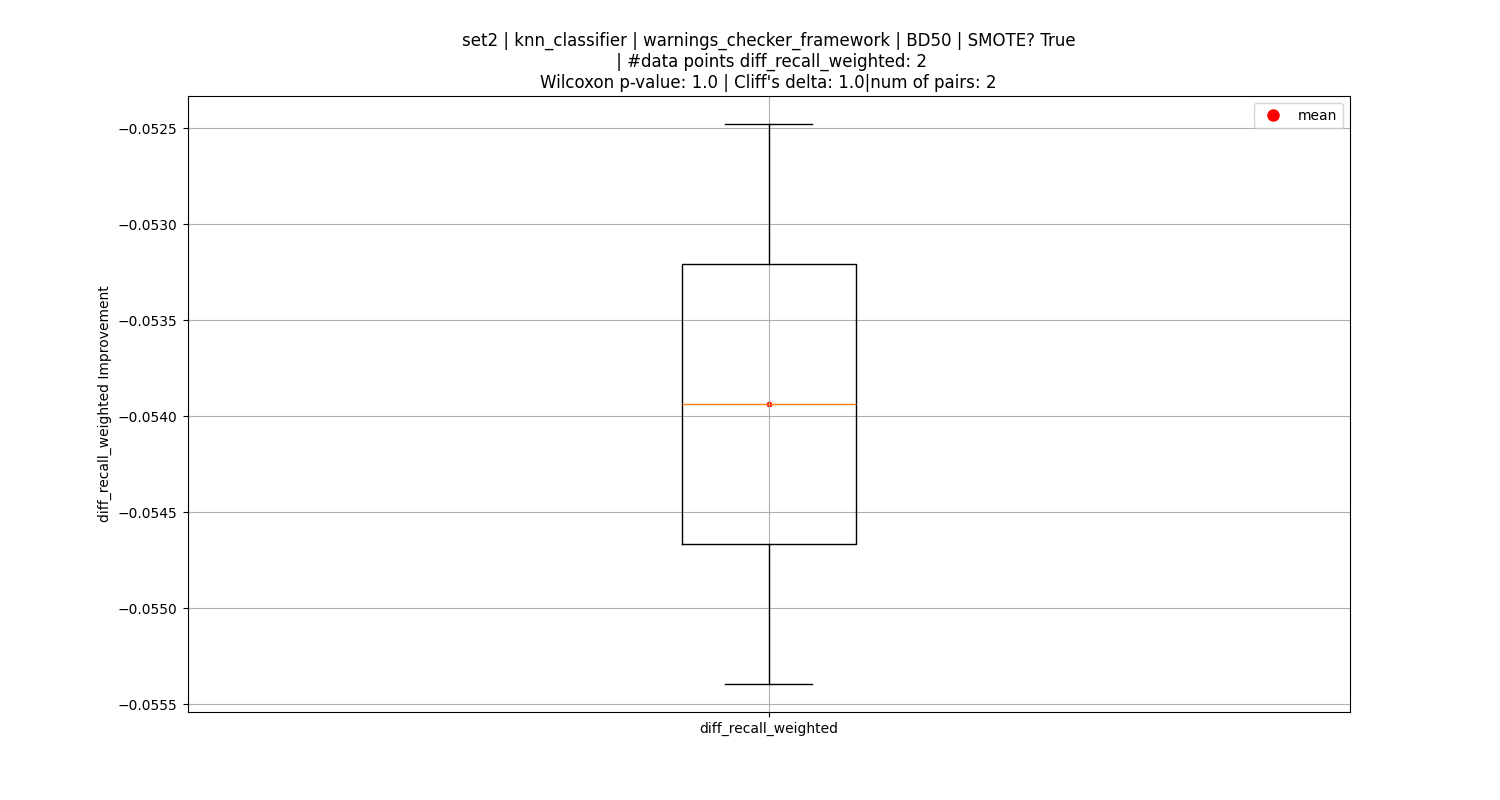 set2 | knn_classifier | warnings_checker_framework | BD50 | SMOTE? True
| #data points diff_recall_weighted: 2
Wilcoxon p-value: 1.0 | Cliff's delta: 1.0|num of pairs: 2
mean
−0.0525
−0.0530
−0.0535
−0.0540
−0.0545
−0.0550
−0.0555
diff_recall_weighted Improvement
diff_recall_weighted